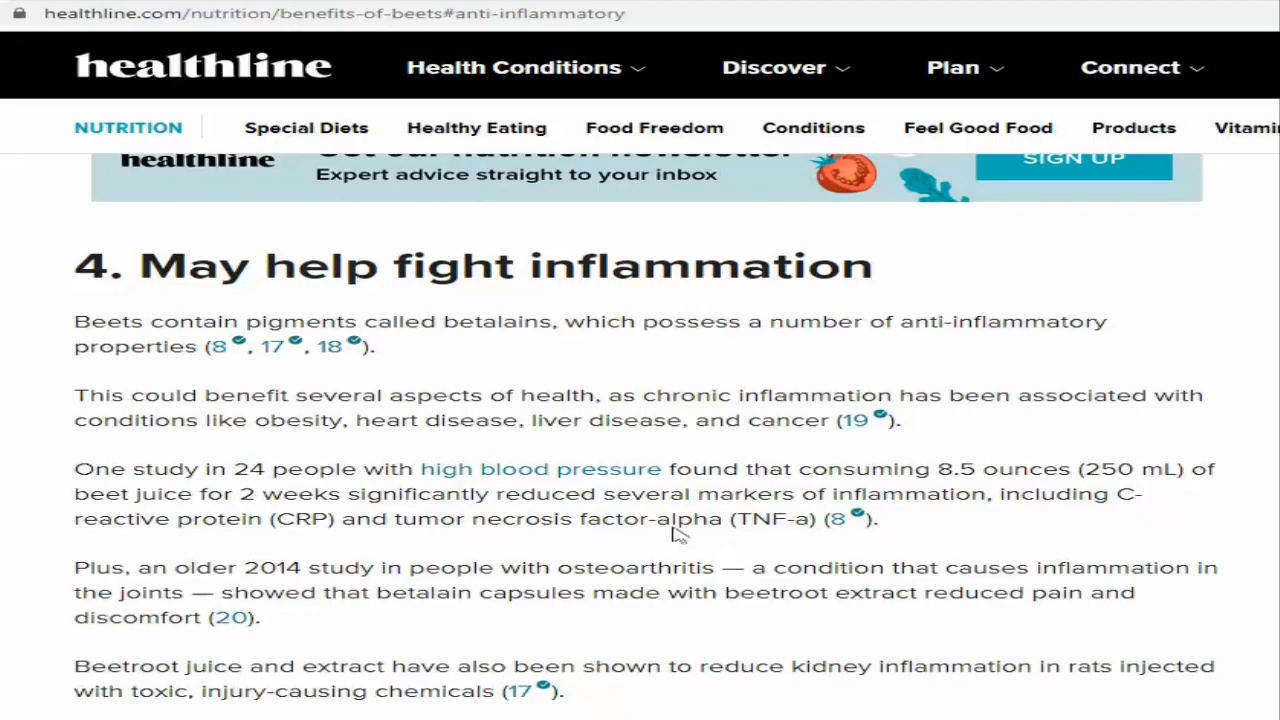 healthline.com/nutrition/benefits-of-beets#anti-inflammatory
healthline Health Conditions Discover Plan Connect
NUTRITION Special Diets Healthy Eating Food Freedom Conditions Feel Good Food Products
healthline Get our nutrition newsletter SIGN UP
Expert advice straight to your inbox
4. May help fight inflammation
Beets contain pigments called betalains, which possess a number of anti-inflammatory
properties (8, 17, 18).
This could benefit several aspects of health, as chronic inflammation has been associated with
conditions like obesity, heart disease, liver disease, and cancer (19).
One study in 24 people with high blood pressure found that consuming 8.5 ounces (250 mL) of
beet juice for 2 weeks significantly reduced several markers of inflammation, including C-
reactive protein (CRP) and tumor necrosis factor-alpha (TNF-a) (8).
Plus, an older 2014 study in people with osteoarthritis — a condition that causes inflammation in
the joints — showed that betalain capsules made with beetroot extract reduced pain and
discomfort (20).
Beetroot juice and extract have also been shown to reduce kidney inflammation in rats injected
with toxic, injury-causing chemicals (17).